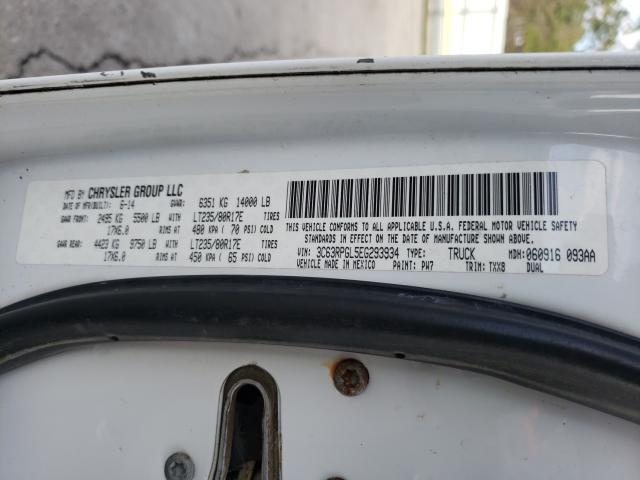 MFD BY CHRYSLER GROUP LLC
DATE OF MFR(BUILT): 6-14 GVWR: 6351 KG 14000 LB
GAWR FRONT: 2495 KG 5500 LB WITH LT235/80R17E TIRES
17X6.0 RIMS AT 480 KPA ( 70 PSI) COLD
GAWR REAR: 4423 KG 9750 LB WITH LT235/80R17E TIRES
17X6.0 RIMS AT 450 KPA ( 65 PSI) COLD
THIS VEHICLE CONFORMS TO ALL APPLICABLE U.S.A. FEDERAL MOTOR VEHICLE SAFETY
STANDARDS IN EFFECT ON THE DATE OF MANUFACTURE SHOWN ABOVE.
VIN: 3C63RPGL5EG293934 TYPE: TRUCK MDH: 060916 093AA
VEHICLE MADE IN MEXICO PAINT: PW7 TRIM: TXX8 DUAL